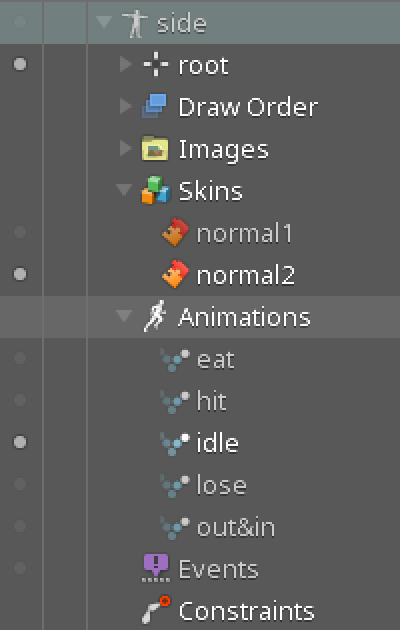 side
root
Draw Order
Images
Skins
normal1
normal2
Animations
eat
hit
idle
lose
out&in
Events
Constraints